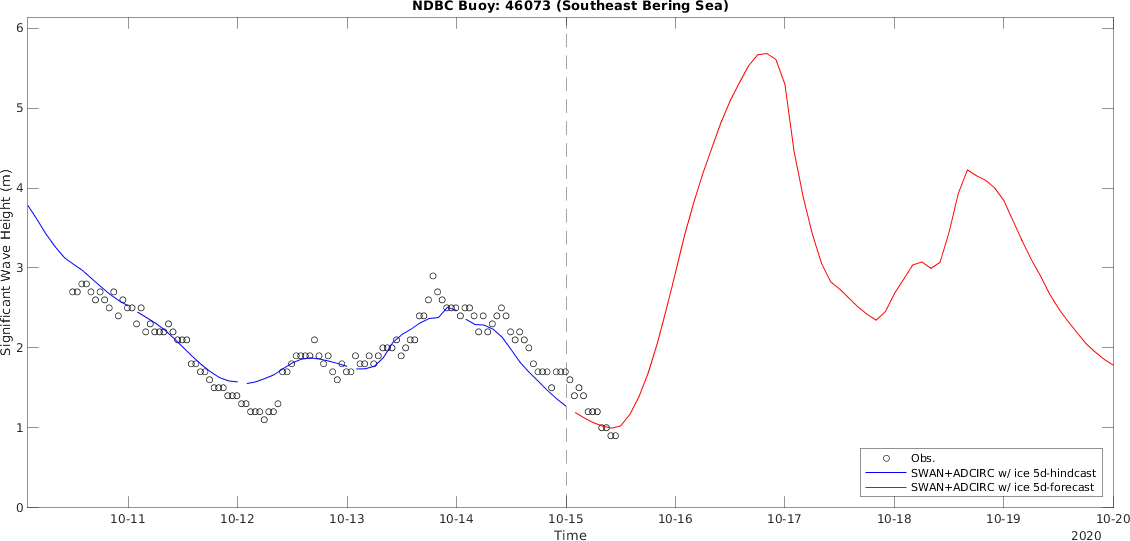 NDBC Buoy: 46073 (Southeast Bering Sea)
Significant Wave Height (m)
6
5
4
3
2
1
0
10-11 10-12 10-13 10-14 10-15 10-16 10-17 10-18 10-19 10-20
Time
2020
Obs.
SWAN+ADCIRC w/ ice 5d-hindcast
SWAN+ADCIRC w/ ice 5d-forecast